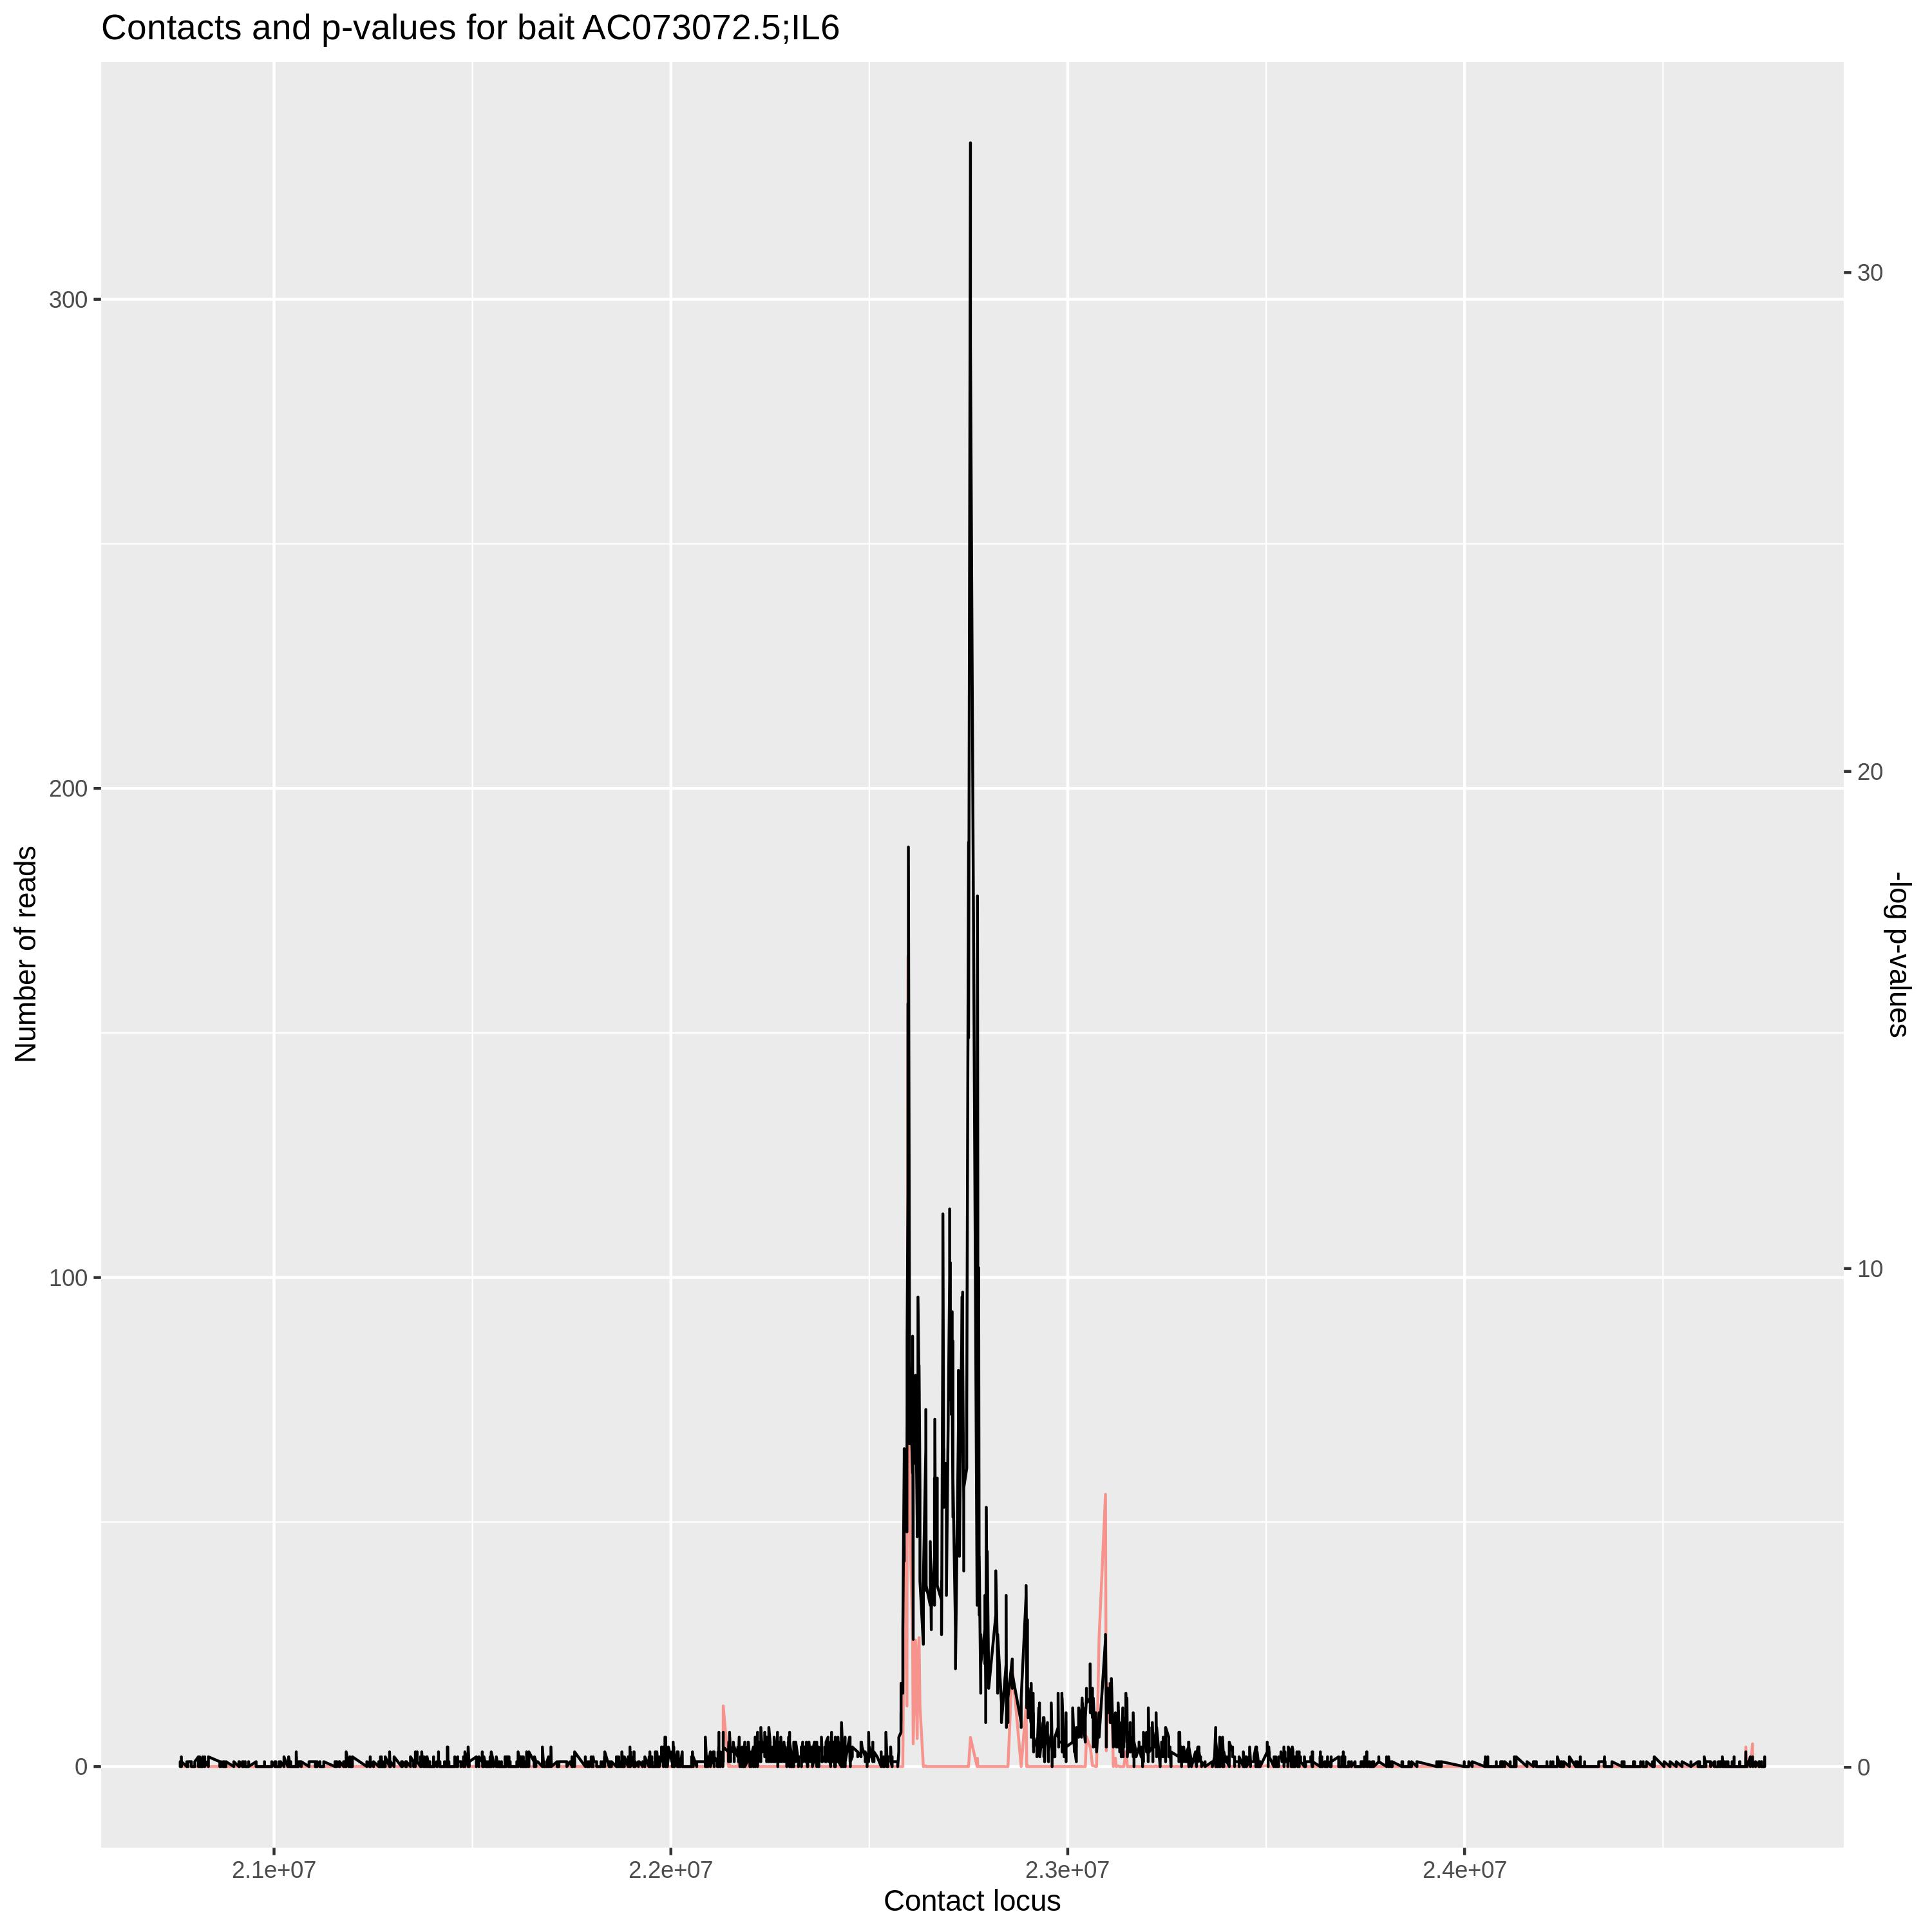 Contacts and p-values for bait AC073072.5;IL6
300
200
100
0
Number of reads
30
20
10
0
-log p-values
2.1e+07
2.2e+07
2.3e+07
2.4e+07
Contact locus